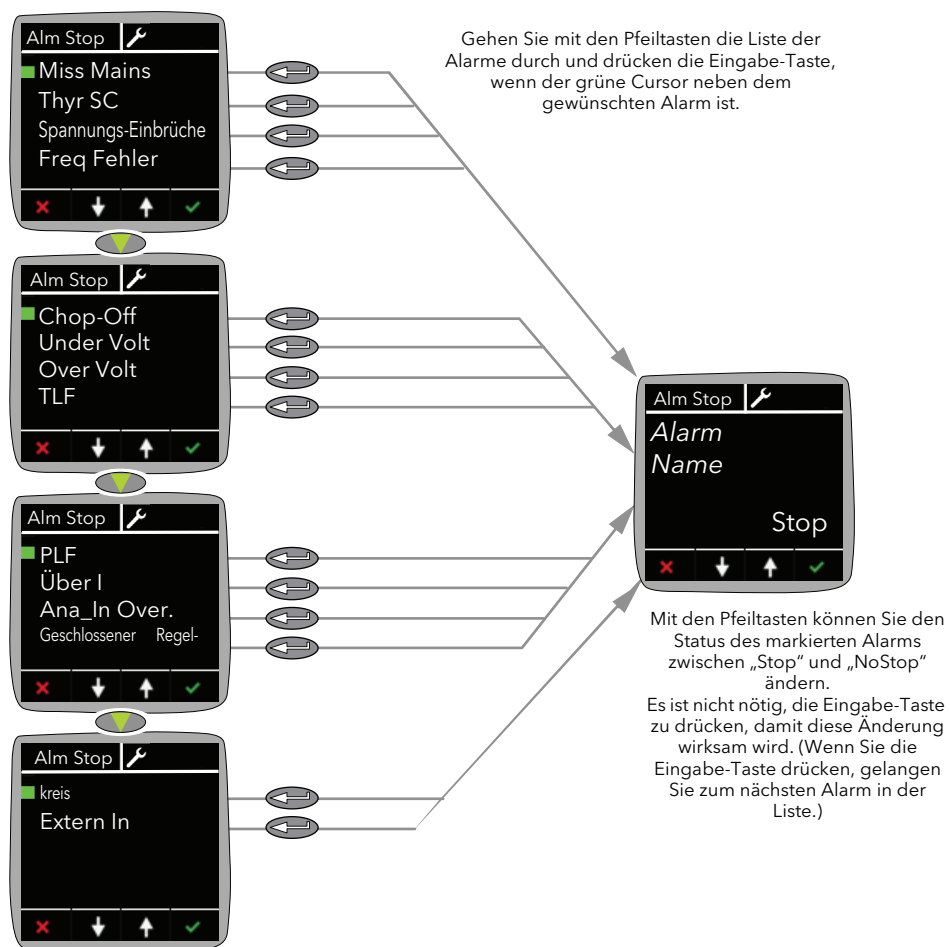 Alm Stop
Miss Mains
Thyr SC
Spannungs-Einbrüche
Freq Fehler
Gehen Sie mit den Pfeiltasten die Liste der
Alarme durch und drücken die Eingabe-Taste,
wenn der grüne Cursor neben dem
gewünschten Alarm ist.
Alm Stop
Chop-Off
Under Volt
Over Volt
TLF
Alm Stop
PLF
Über I
Ana_In Over.
Geschlossener Regel-
Alm Stop
kreis
Extern In
Alm Stop
Alarm
Name
Stop
Mit den Pfeiltasten können Sie den
Status des markierten Alarms
zwischen „Stop“ und „NoStop“
ändern.
Es ist nicht nötig, die Eingabe-Taste
zu drücken, damit diese Änderung
wirksam wird. (Wenn Sie die
Eingabe-Taste drücken, gelangen
Sie zum nächsten Alarm in der
Liste.)